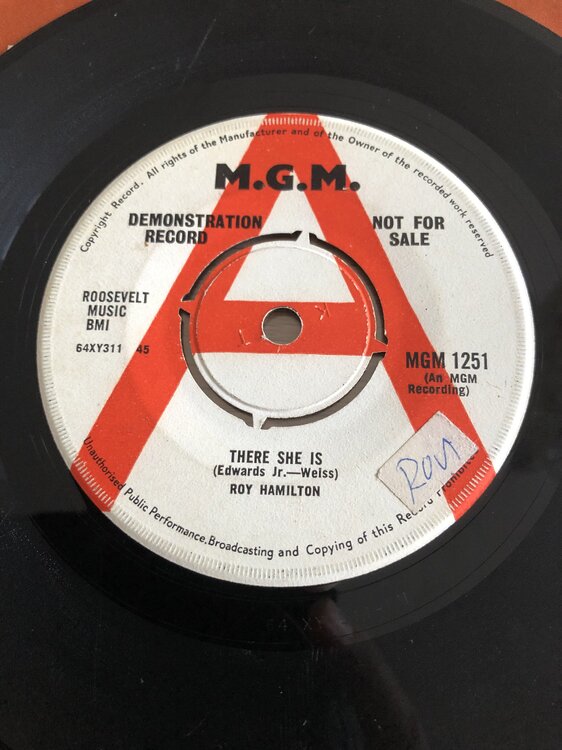 Copyright Record. All rights of the Manufacturer and of the Owner of the recorded work reserved
M.G.M.
DEMONSTRATION
RECORD
NOT FOR
SALE
ROOSEVELT
MUSIC
BMI
64XY311 45
MGM 1251
(An MGM
Recording)
K T
THERE SHE IS
(Edwards Jr.—Weiss)
ROY HAMILTON
Unauthorised Public Performance. Broadcasting and Copying of this Record Prohibited
A